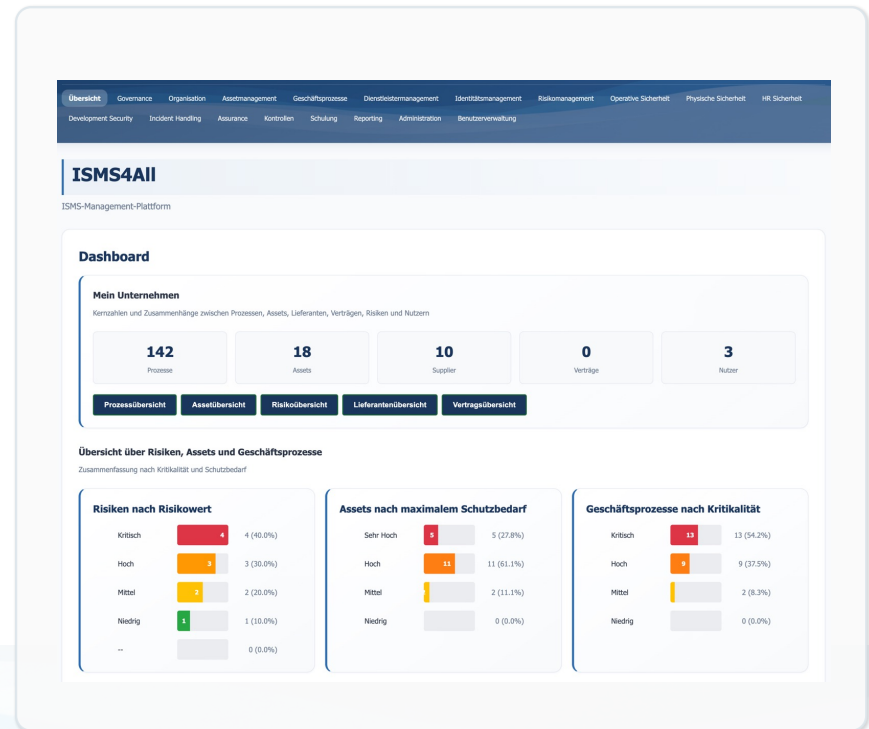 Übersicht Governance Organisation Assetmanagement Geschäftsprozesse Dienstleistermanagement Identitätsmanagement Risikomanagement Operative Sicherheit Physische Sicherheit HR Sicherheit
Development Security Incident Handling Assurance Kontrollen Schulung Reporting Administration Benutzerverwaltung
ISMS4All
ISMS-Management-Plattform
Dashboard
Mein Unternehmen
Kernzahlen und Zusammenhänge zwischen Prozessen, Assets, Lieferanten, Verträgen, Risiken und Nutzern
142 18 10 0 3
Prozesse Assets Supplier Verträge Nutzer
Prozessübersicht Assetübersicht Risikoübersicht Lieferantenübersicht Vertragsübersicht
Übersicht über Risiken, Assets und Geschäftsprozesse
Zusammenfassung nach Kritikalität und Schutzbedarf
Risiken nach Risikowert
Kritisch 4 4 (40.0%)
Hoch 3 3 (30.0%)
Mittel 2 2 (20.0%)
Niedrig 1 1 (10.0%)
-- 0 (0.0%)
Assets nach maximalem Schutzbedarf
Sehr Hoch 5 5 (27.8%)
Hoch 11 11 (61.1%)
Mittel 2 (11.1%)
Niedrig 0 (0.0%)
Geschäftsprozesse nach Kritikalität
Kritisch 13 13 (54.2%)
Hoch 9 9 (37.5%)
Mittel 2 (8.3%)
Niedrig 0 (0.0%)